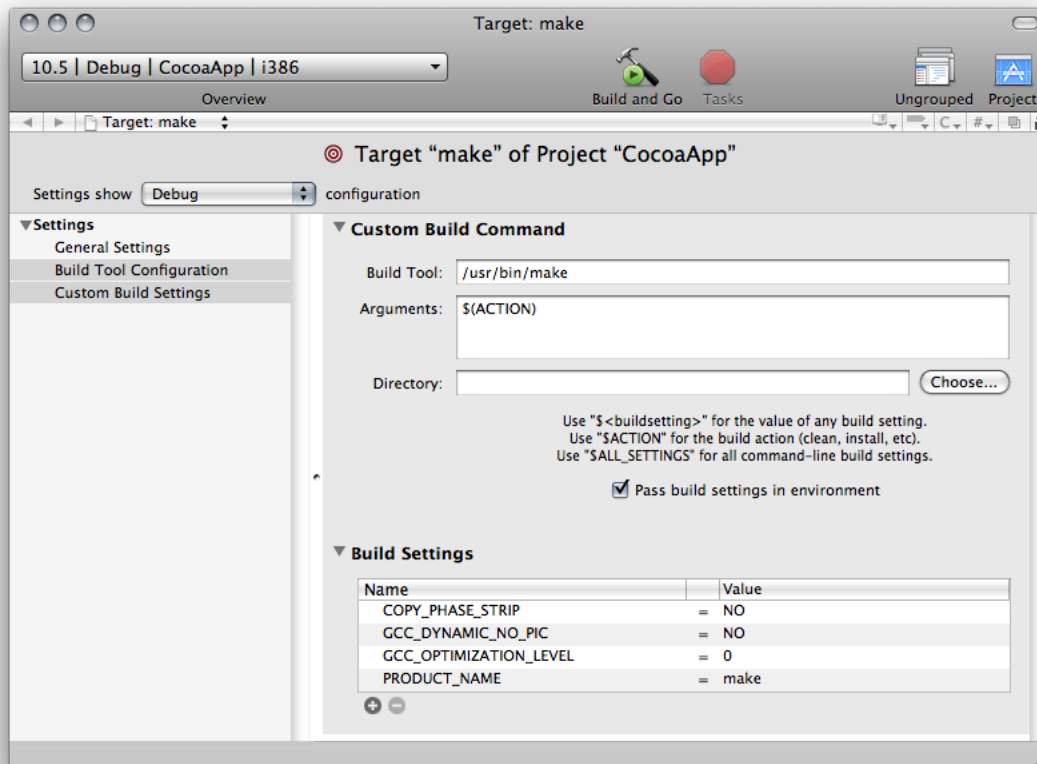 Target: make
10.5 | Debug | CocoaApp | i386
Overview
Build and Go
Tasks
Ungrouped
Project
Target: make
C
#
Target “make” of Project “CocoaApp”
Settings show Debug configuration
Settings
General Settings
Build Tool Configuration
Custom Build Settings
Custom Build Command
Build Tool: /usr/bin/make
Arguments: $(ACTION)
Directory:
Choose...
Use "$<buildsetting>" for the value of any build setting.
Use "$ACTION" for the build action (clean, install, etc).
Use "$ALL_SETTINGS" for all command-line build settings.
Pass build settings in environment
Build Settings
Name Value
COPY_PHASE_STRIP = NO
GCC_DYNAMIC_NO_PIC = NO
GCC_OPTIMIZATION_LEVEL = 0
PRODUCT_NAME = make